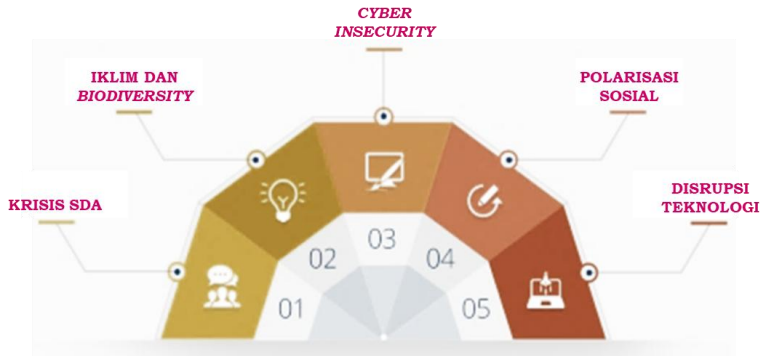 CYBER
INSECURITY
IKLIM DAN
BIODIVERSITY
POLARISASI
SOSIAL
KRISIS SDA
DISRUPSI
TEKNOLOGI
01
02
03
04
05